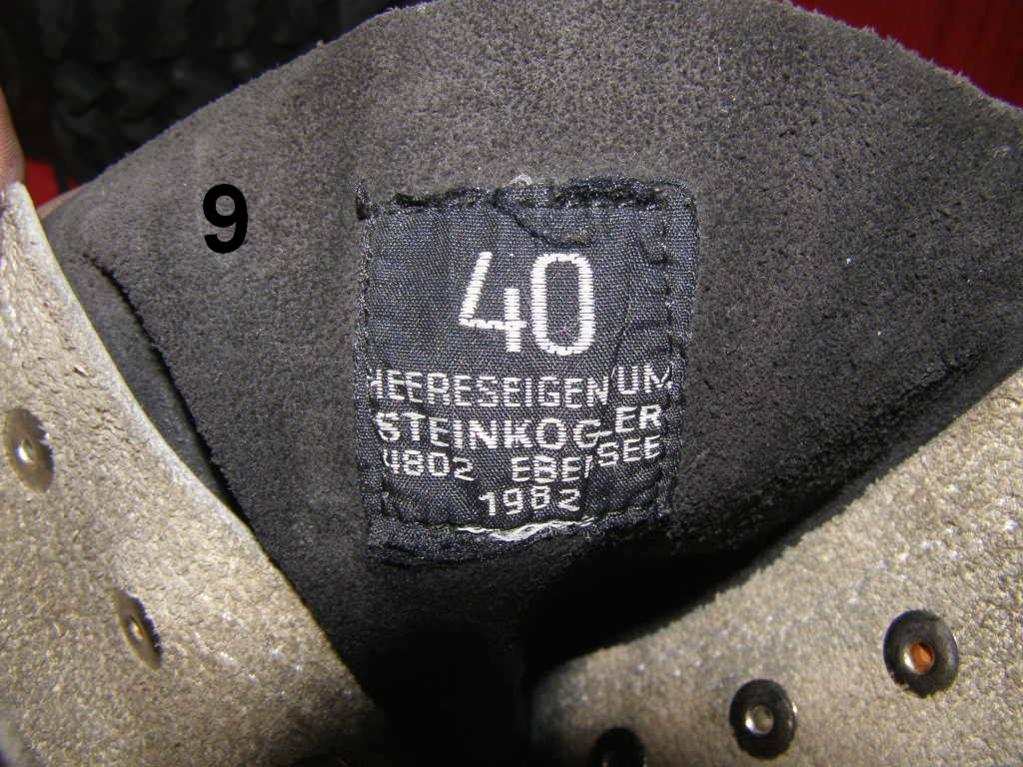 9
40
HEERESEIGENTUM
STEINKOGLER
4802 EBENSEE
1982